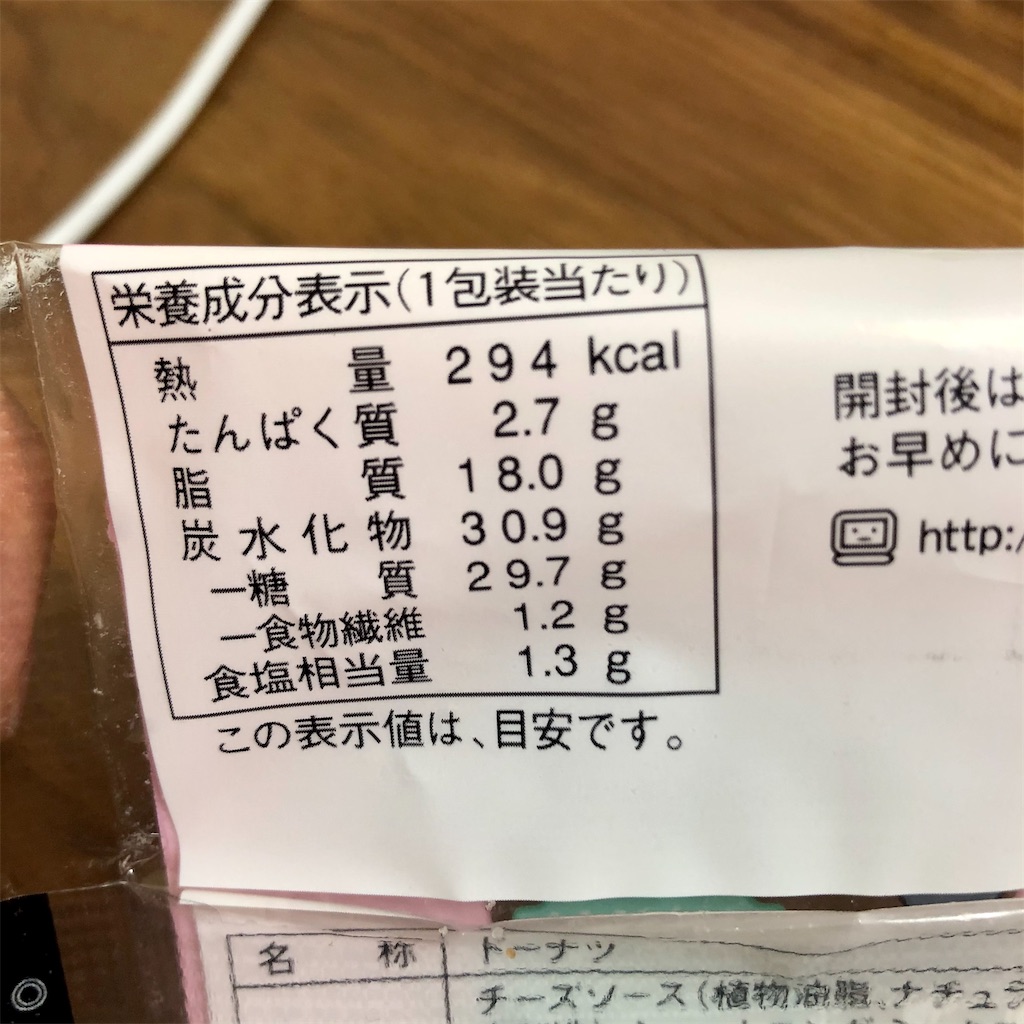 栄養成分表示(1包装当たり)
熱量 294 kcal
たんぱく質 2.7 g
脂質 18.0 g
炭水化物 30.9 g
－糖質 29.7 g
－食物繊維 1.2 g
食塩相当量 1.3 g
この表示値は、目安です。
開封後は
お早めに
http:/
名称 ドーナツ
チーズソース(植物油脂、ナチュ